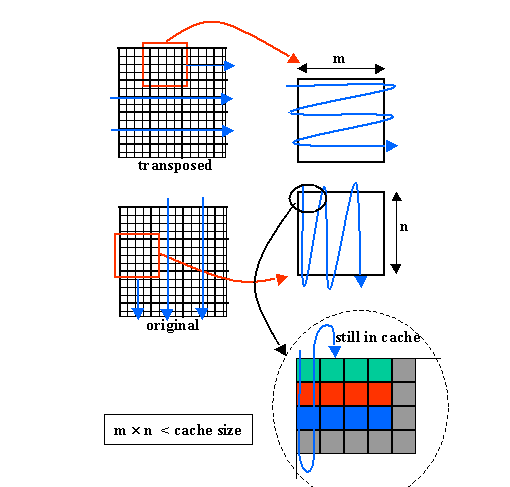 m
transposed
n
original
still in cache
m × n < cache size